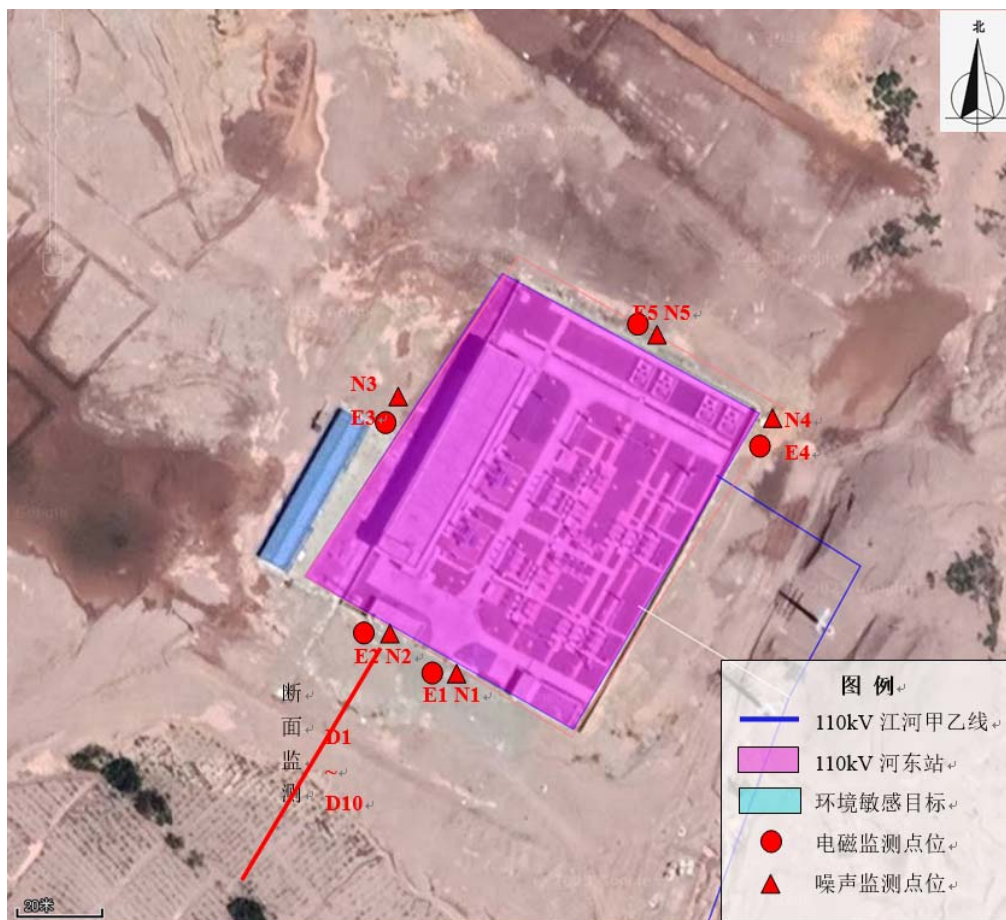 北
E5 N5
N3
E3
N4
E4
E2 N2
E1 N1
断
面
监
测
D1
~
D10
图 例
110kV 江河甲乙线
110kV 河东站
环境敏感目标
电磁监测点位
噪声监测点位
20米